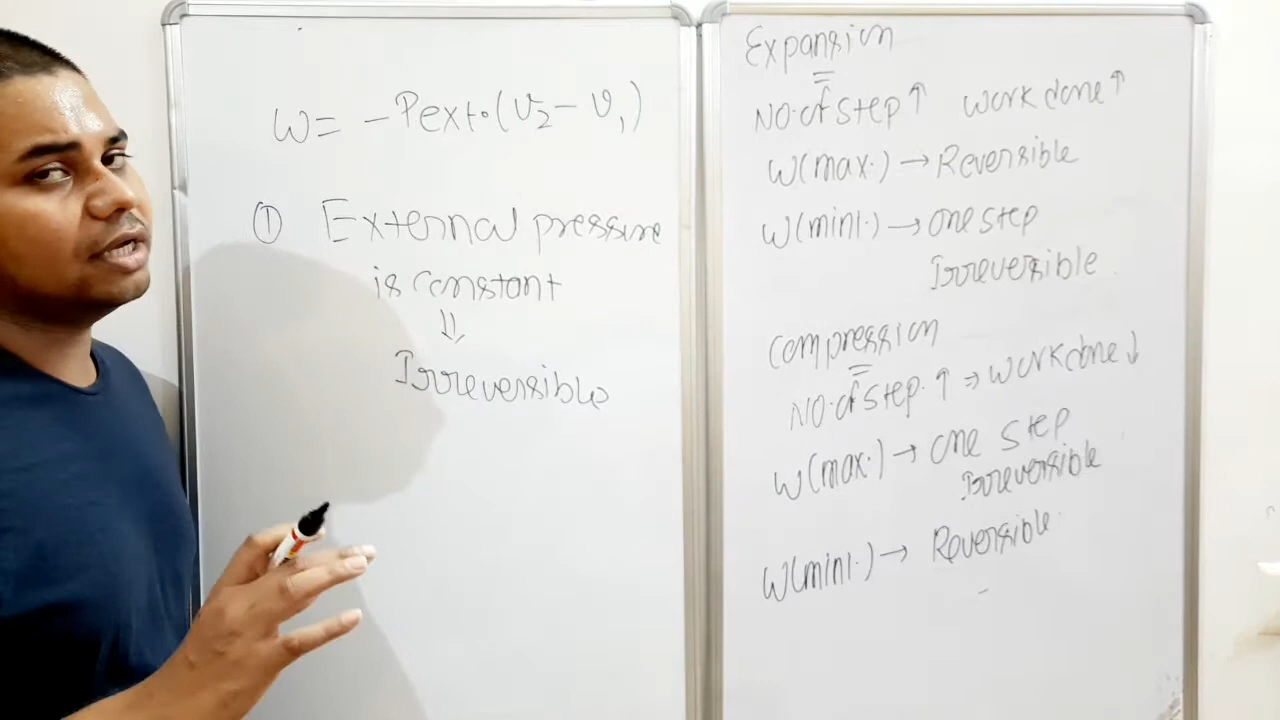 W = -Pext.(V2 - V1)
① External pressure
is constant
⇓
Irreversible
Expansion
NO. of step ↑ Work done ↑
W(max.) → Reversible
W(mini.) → one step
Irreversible
Compression
NO. of step. ↑ ⇒ Work done ↓
W(max.) → one step
Irreversible
W(mini.) → Reversible.